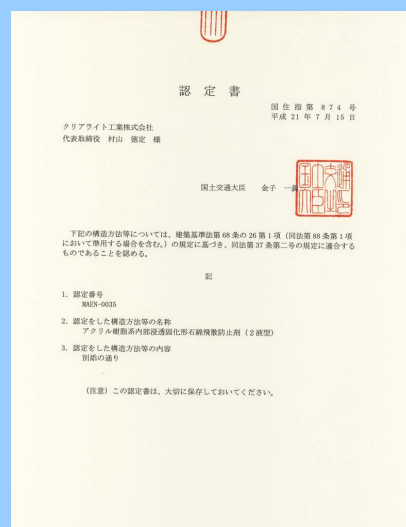 認定書
国住指第874号
平成21年7月15日
クリアライト工業株式会社
代表取締役 村山 徳定 様
国土交通大臣 金子 一義
下記の構造方法等については、建築基準法第68条の26第1項（同法第88条第1項
において準用する場合を含む。）の規定に基づき、同法第37条第二号の規定に適合する
ものであることを認める。
記
1. 認定番号
MAEN-0035
2. 認定をした構造方法等の名称
アクリル樹脂系内部浸透固化形石綿飛散防止剤（2液型）
3. 認定をした構造方法等の内容
別添の通り
（注意）この認定書は、大切に保存しておいてください。